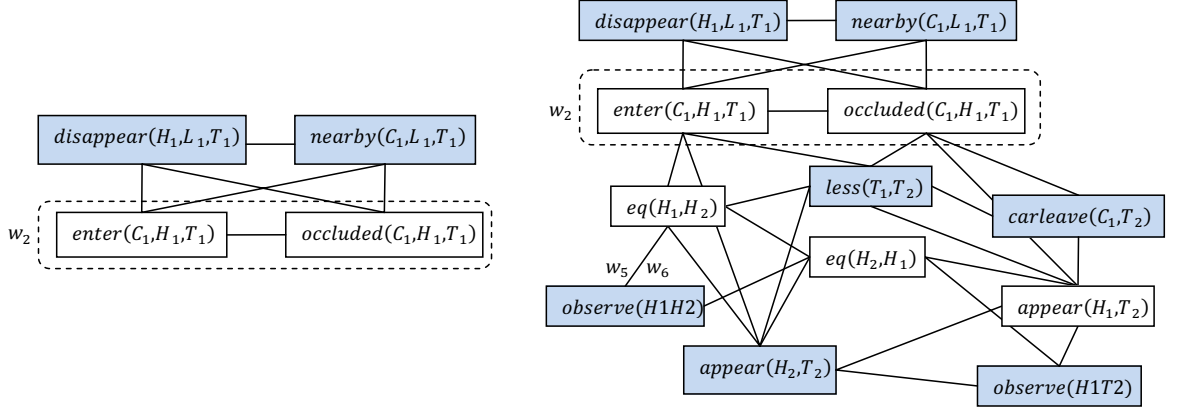 disappear(H₁,L₁,T₁)
nearby(C₁,L₁,T₁)
w₂
enter(C₁,H₁,T₁)
occluded(C₁,H₁,T₁)
disappear(H₁,L₁,T₁)
nearby(C₁,L₁,T₁)
w₂
enter(C₁,H₁,T₁)
occluded(C₁,H₁,T₁)
less(T₁,T₂)
eq(H₁,H₂)
carleave(C₁,T₂)
eq(H₂,H₁)
w₅ w₆
observe(H1H2)
appear(H₁,T₂)
appear(H₂,T₂)
observe(H1T2)